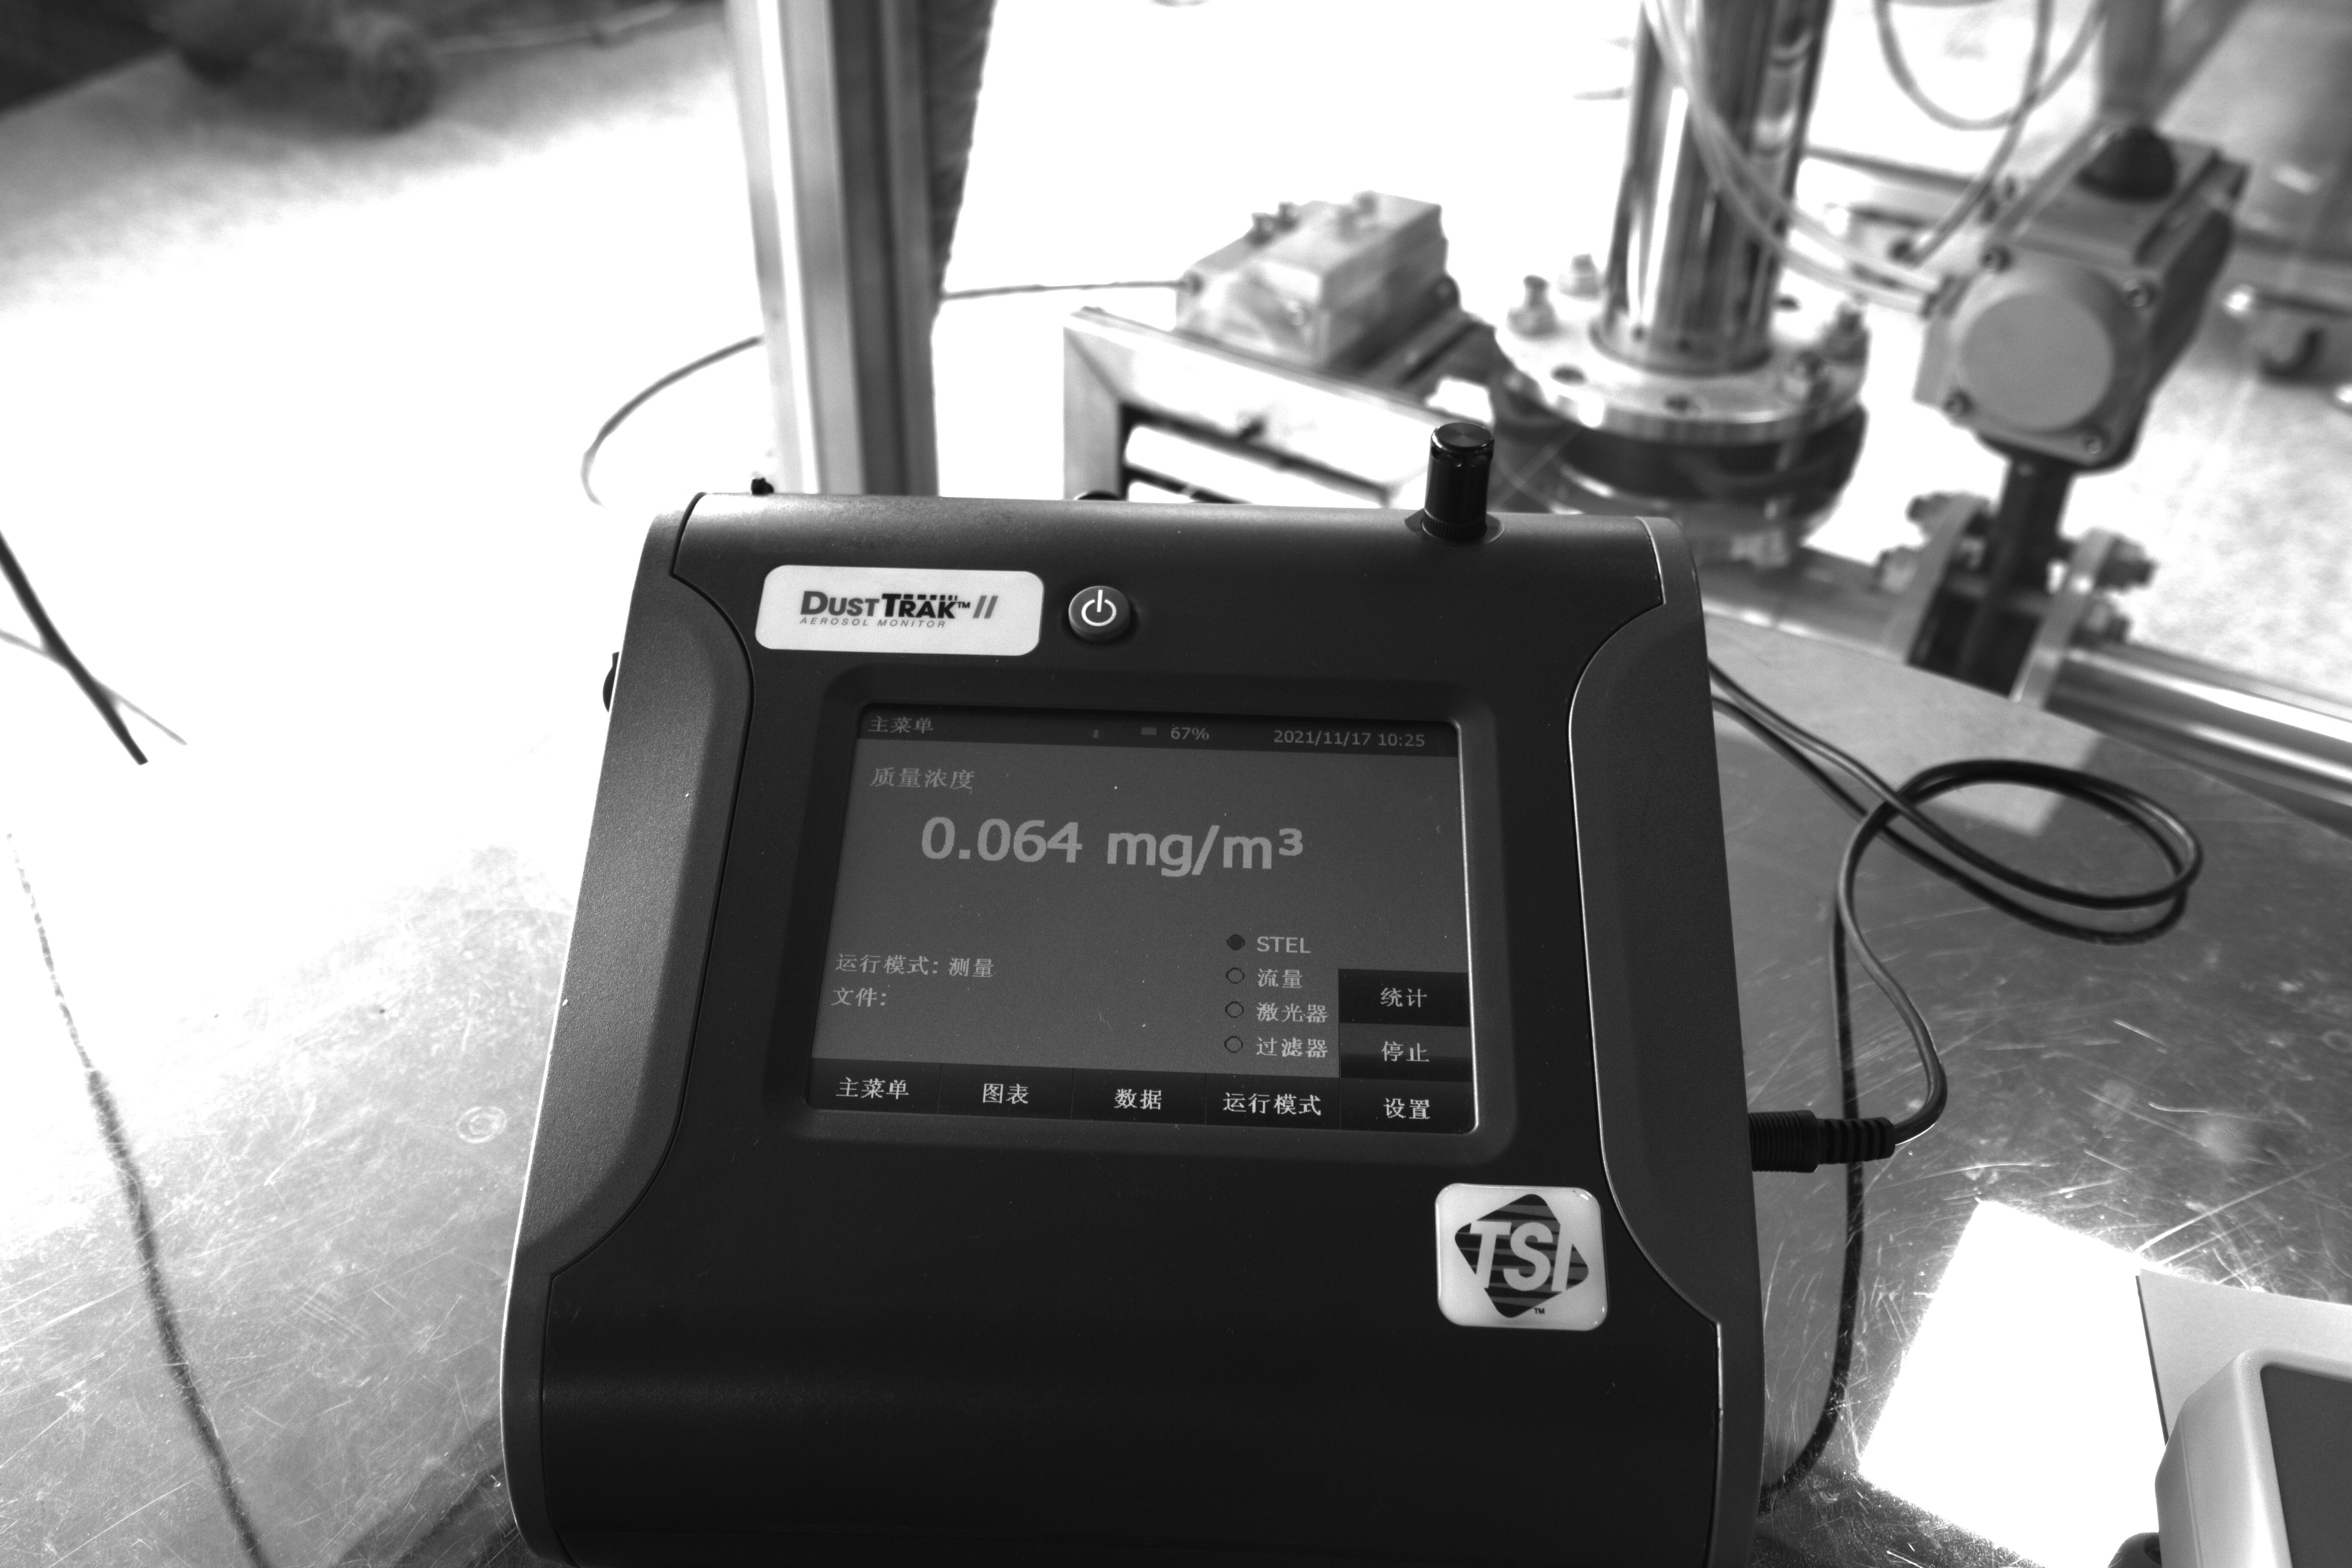 DUSTTRAK™ II
AEROSOL MONITOR
主菜单 67% 2021/11/17 10:25
质量浓度
0.064 mg/m³
STEL
运行模式: 测量
流量
文件:
激光器
过滤器
统计
停止
主菜单 图表 数据 运行模式 设置
TSI™